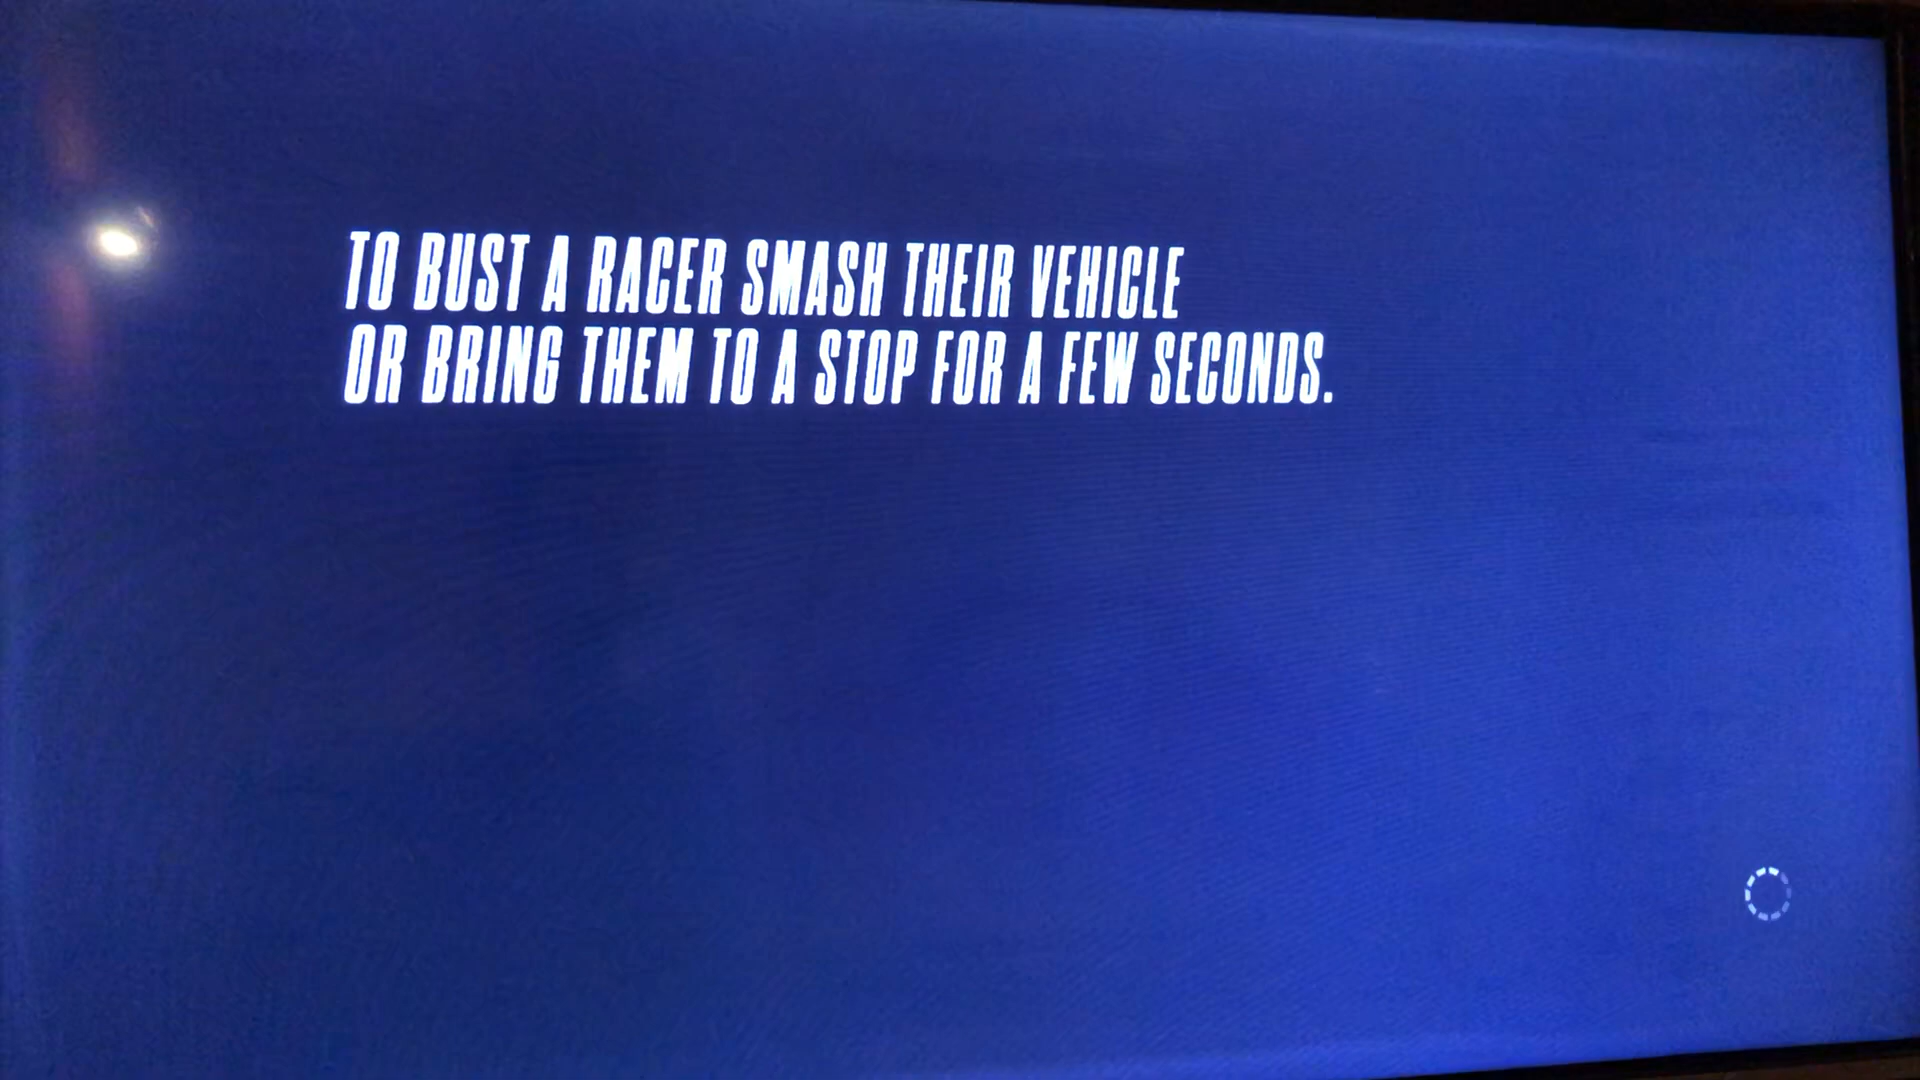 TO BUST A RACER SMASH THEIR VEHICLE
OR BRING THEM TO A STOP FOR A FEW SECONDS.